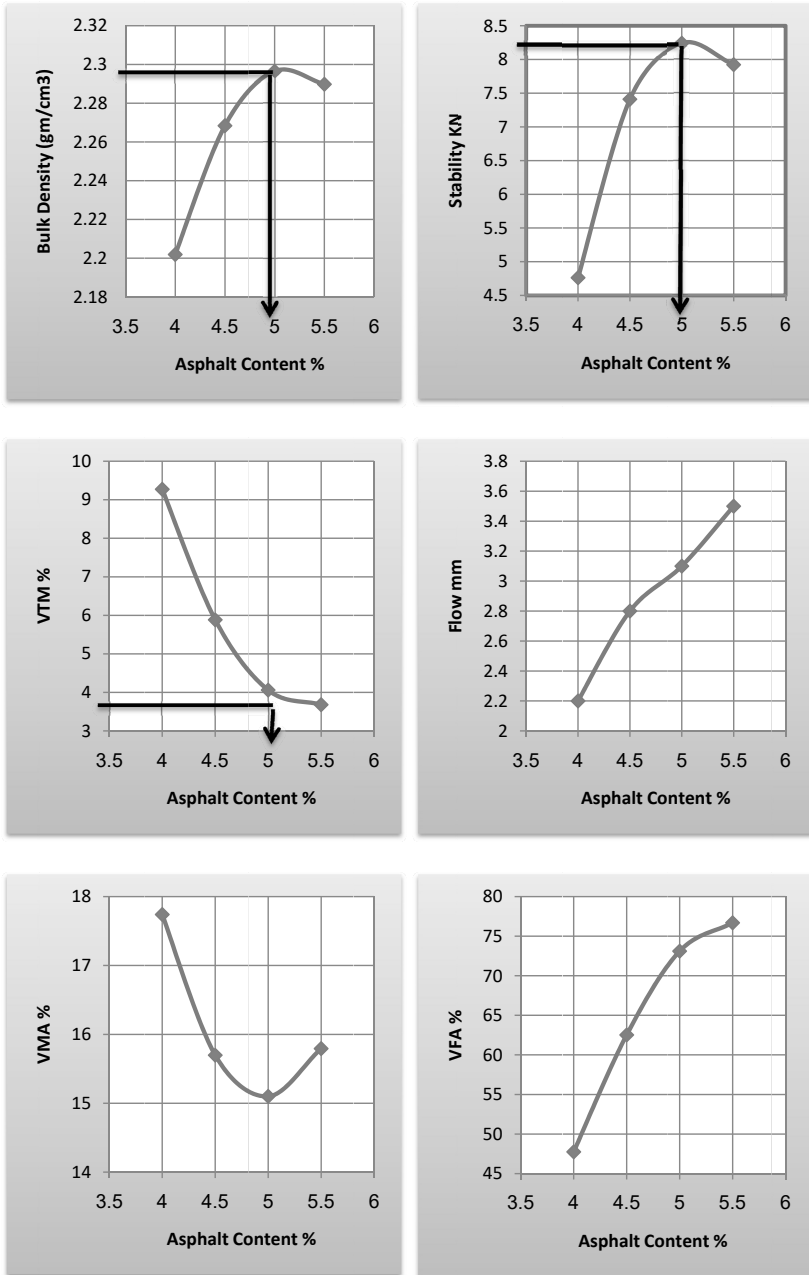 Bulk Density (gm/cm3)
2.32
2.3
2.28
2.26
2.24
2.22
2.2
2.18
3.5 4 4.5 5 5.5 6
Asphalt Content %
Stability KN
8.5
8
7.5
7
6.5
6
5.5
5
4.5
3.5 4 4.5 5 5.5 6
Asphalt Content %
VTM %
10
9
8
7
6
5
4
3
3.5 4 4.5 5 5.5 6
Asphalt Content %
Flow mm
3.8
3.6
3.4
3.2
3
2.8
2.6
2.4
2.2
2
3.5 4 4.5 5 5.5 6
Asphalt Content %
VMA %
18
17
16
15
14
3.5 4 4.5 5 5.5 6
Asphalt Content %
VFA %
80
75
70
65
60
55
50
45
3.5 4 4.5 5 5.5 6
Asphalt Content %